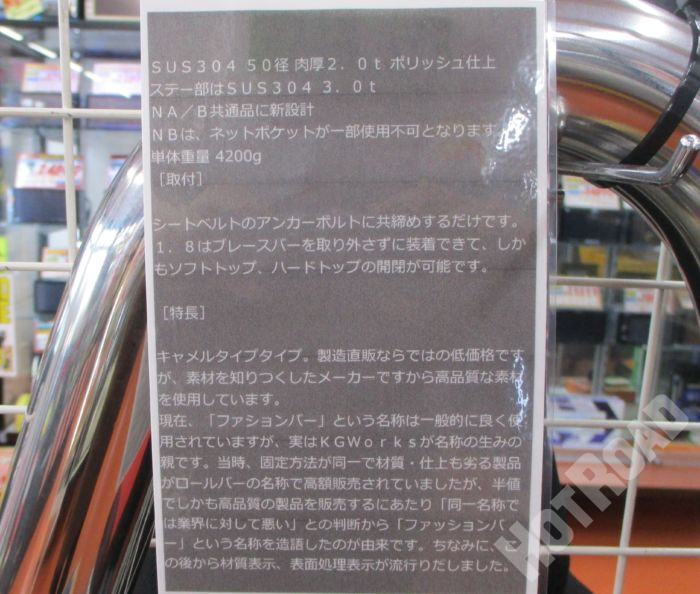 SUS304 50径 肉厚2.0t ポリッシュ仕上
ステー部はSUS304 3.0t
NA/B共通品に新設計
NBは、ネットポケットが一部使用不可となります
単体重量 4200g
[取付]
シートベルトのアンカーボルトに共締めするだけです。
1.8はブレースバーを取り外さずに装着できて、しか
もソフトトップ、ハードトップの開閉が可能です。
[特長]
キャメルタイプタイプ。製造直販ならではの低価格です
が、素材を知りつくしたメーカーですから高品質な素材
を使用しています。
現在、「ファションバー」という名称は一般的に良く使
用されていますが、実はKGWorksが名称の生みの
親です。当時、固定方法が同一で材質・仕上も劣る製品
がロールバーの名称で高額販売されていましたが、半値
でしかも高品質の製品を販売するにあたり「同一名称で
は業界に対して悪い」との判断から「ファッションバ
ー」という名称を造語したのが由来です。ちなみに、こ
の後から材質表示、表面処理表示が流行りだしました。
HOTROAD